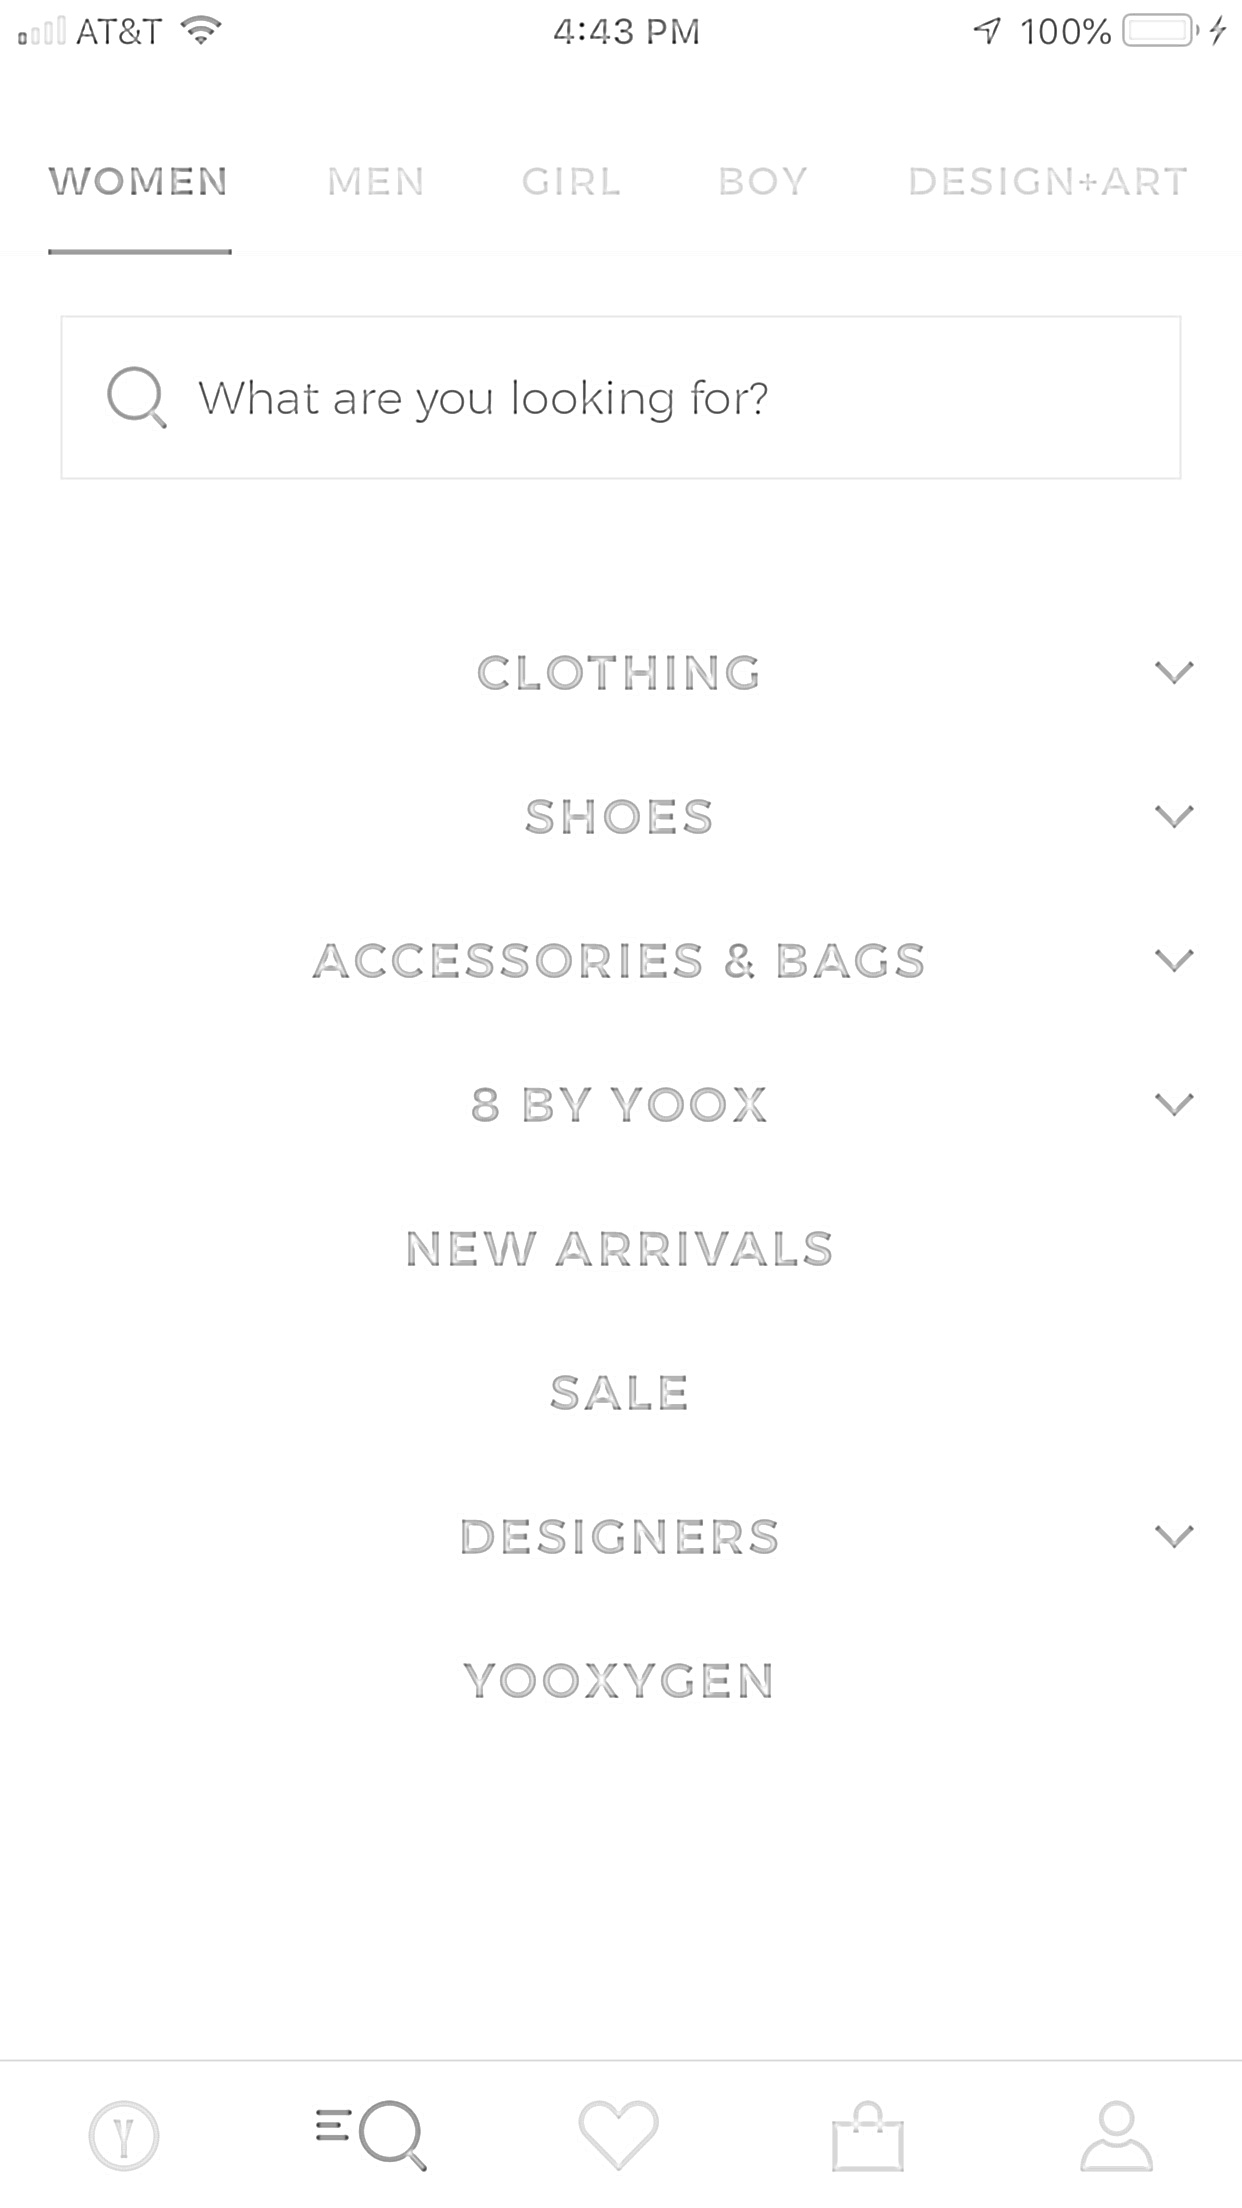 AT&T 4:43 PM 100%
WOMEN MEN GIRL BOY DESIGN+ART
What are you looking for?
CLOTHING
SHOES
ACCESSORIES & BAGS
8 BY YOOX
NEW ARRIVALS
SALE
DESIGNERS
YOOXYGEN
Y